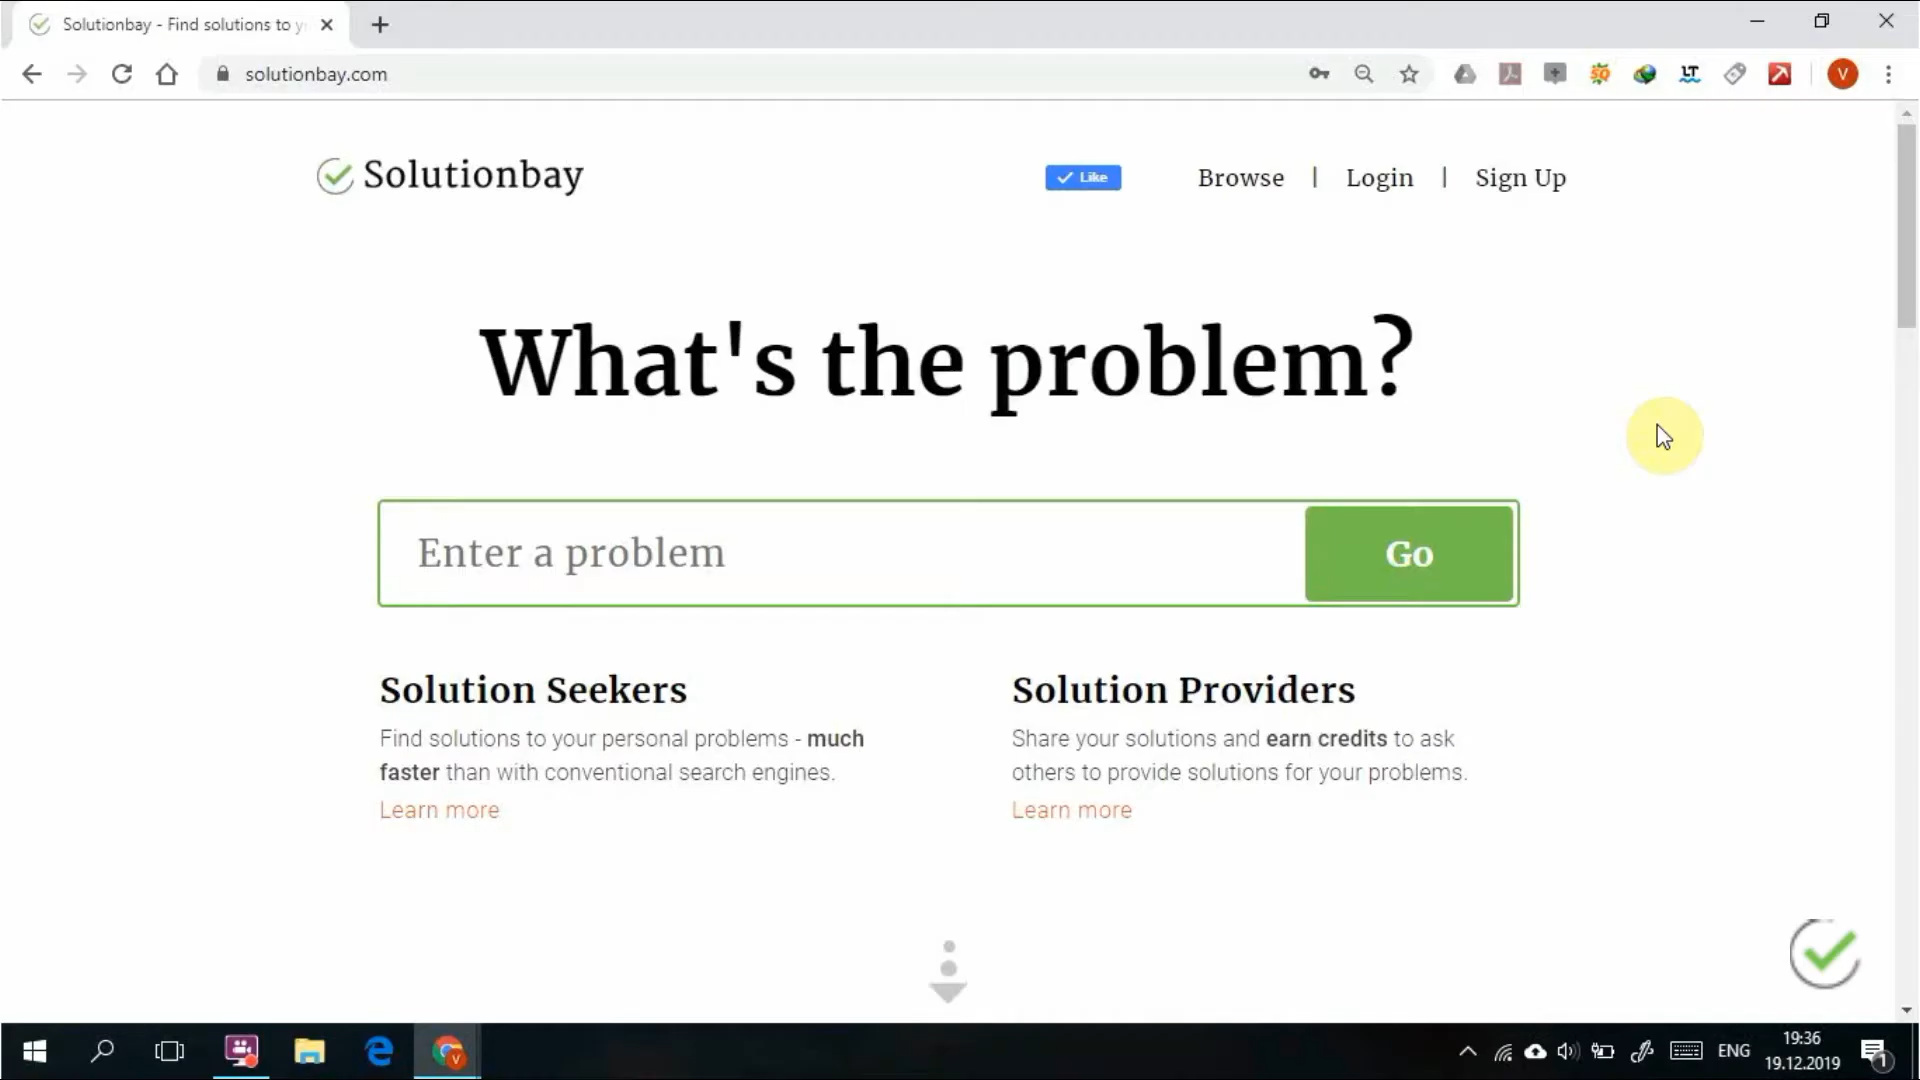 Solutionbay - Find solutions to y
solutionbay.com
LT
V
Solutionbay
Like
Browse | Login | Sign Up
What's the problem?
Enter a problem
Go
Solution Seekers
Find solutions to your personal problems - much
faster than with conventional search engines.
Learn more
Solution Providers
Share your solutions and earn credits to ask
others to provide solutions for your problems.
Learn more
V
ENG
19:36
19.12.2019
1